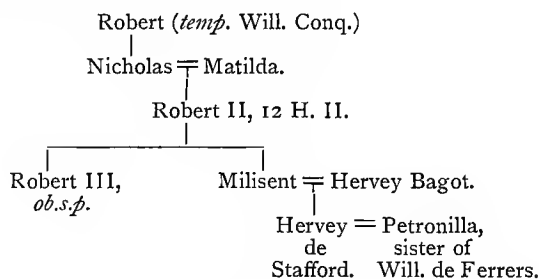 Robert (temp. Will. Conq.)
Nicholas = Matilda.
Robert II, 12 H. II.
Robert III, Milisent = Hervey Bagot.
ob.s.p.
Hervey = Petronilla,
de sister of
Stafford. Will. de Ferrers.